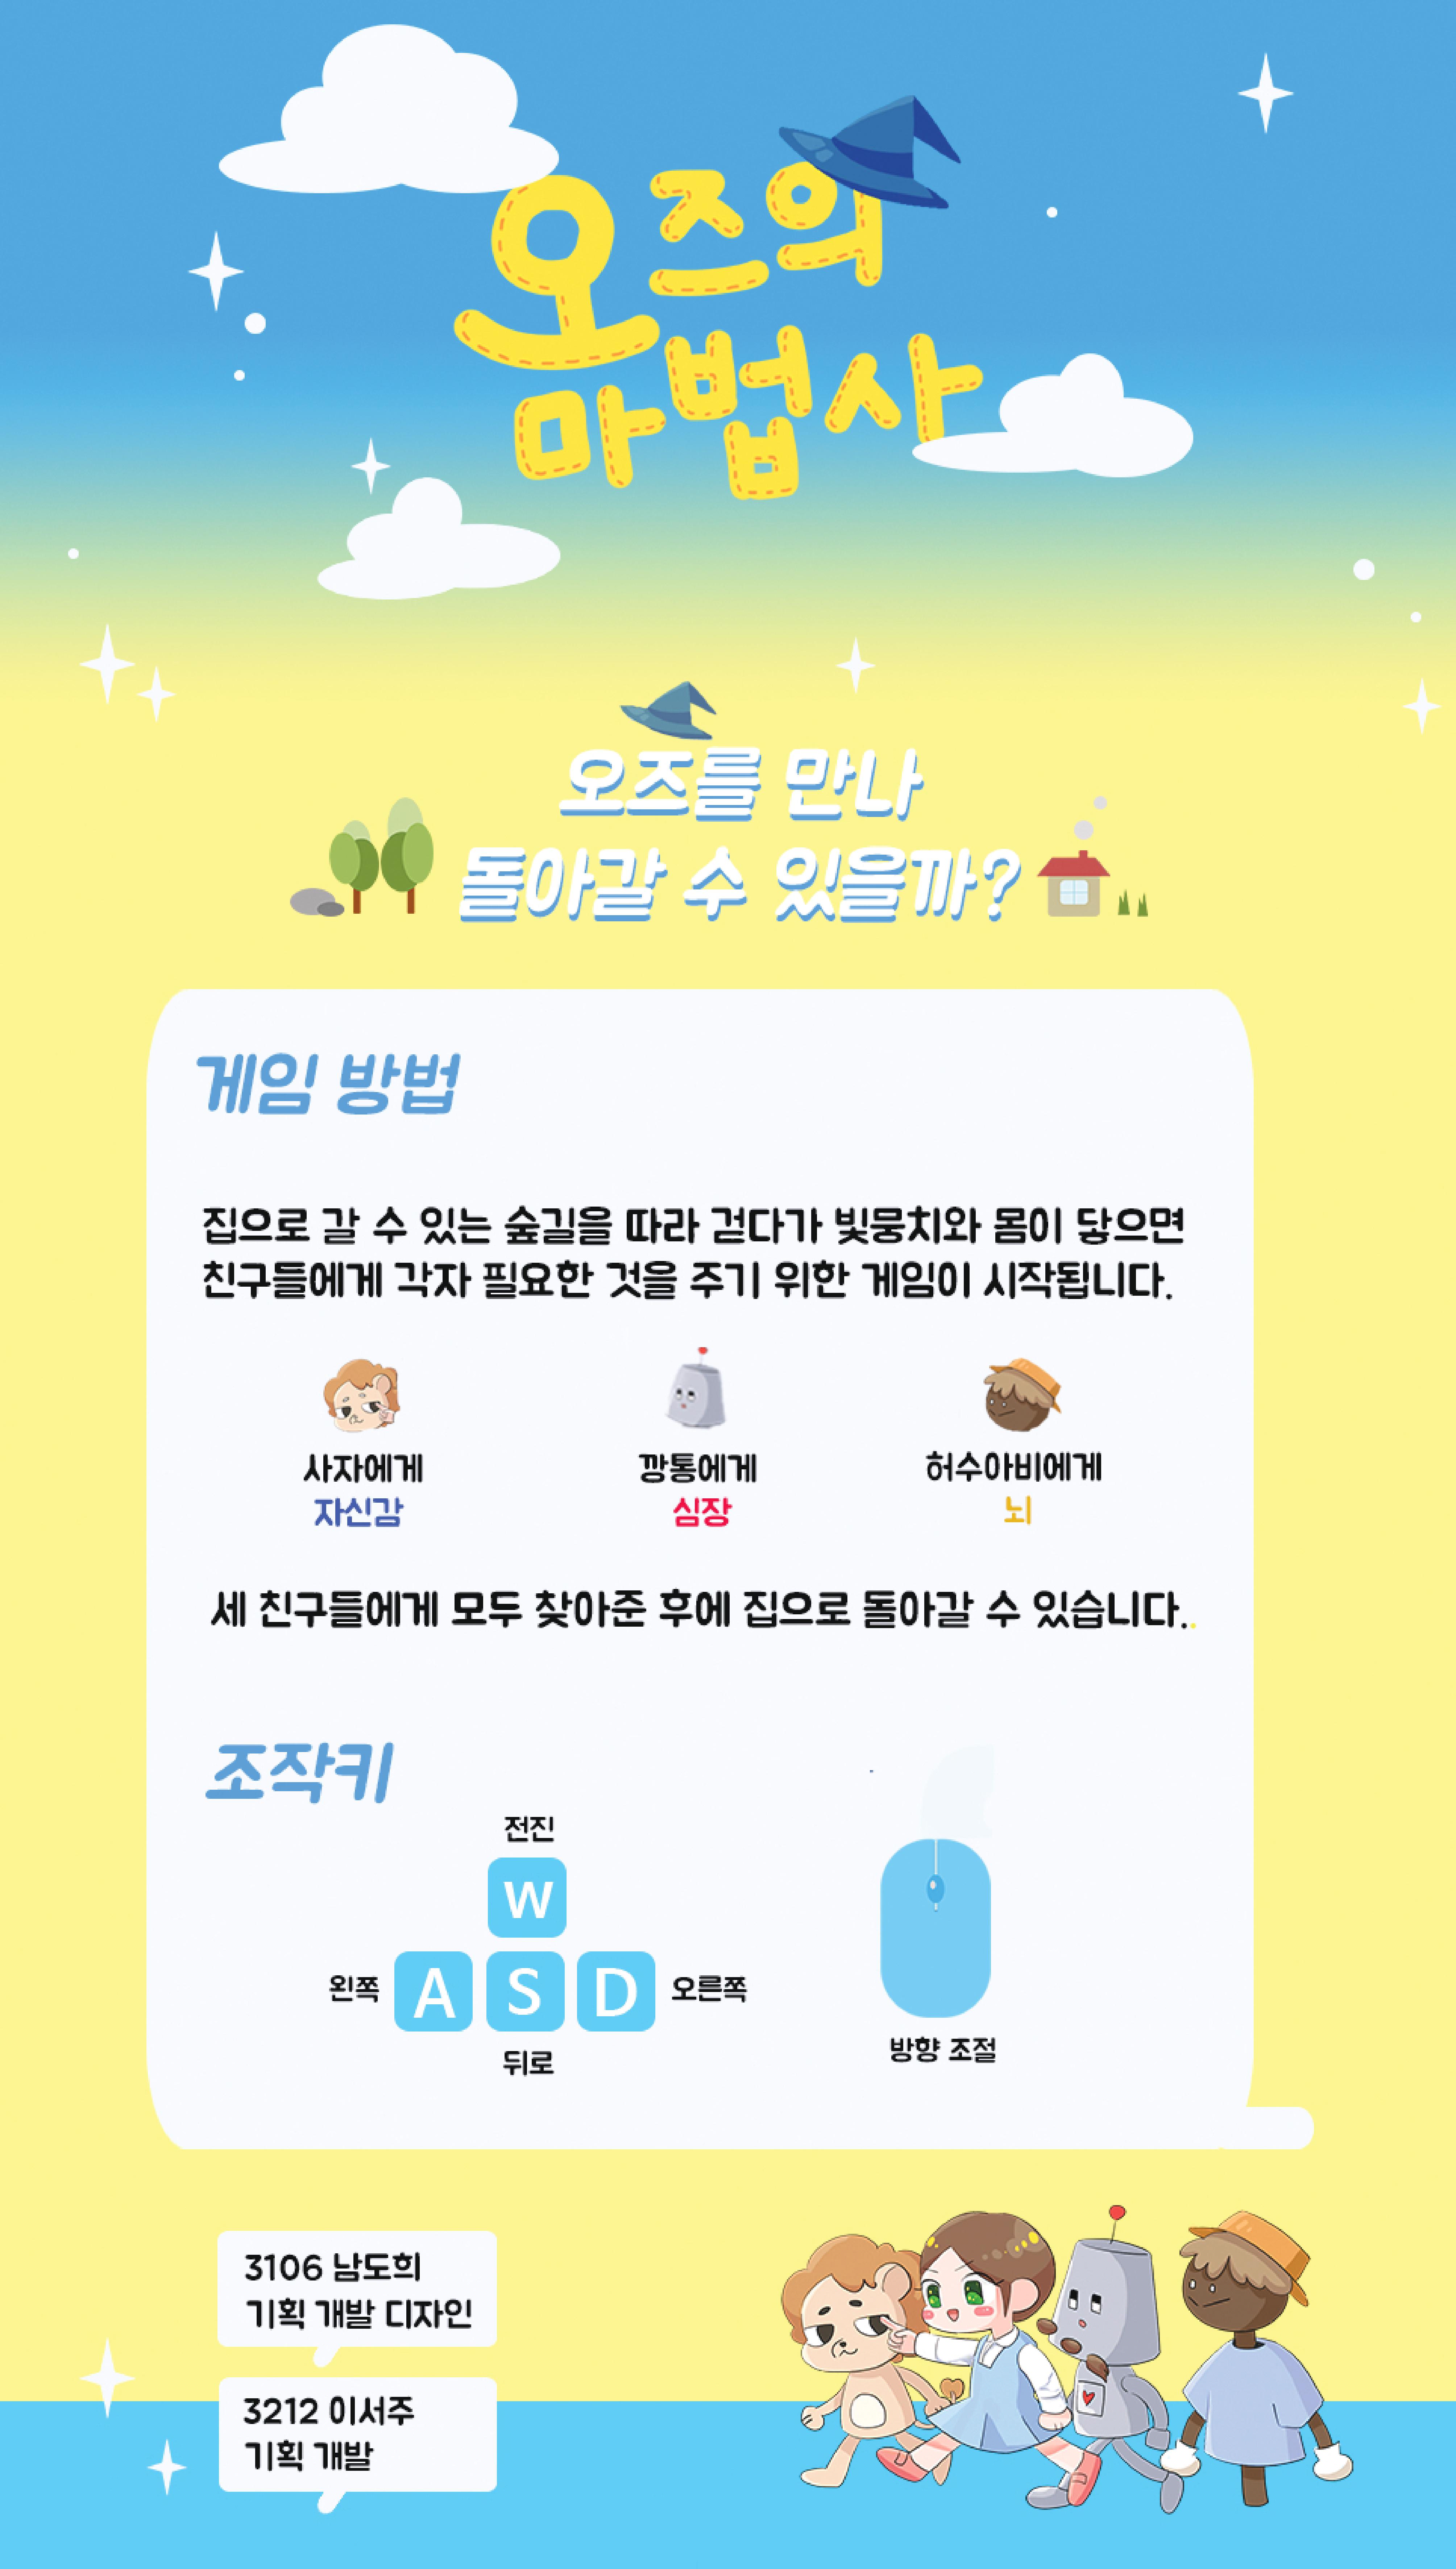 오즈의
마법사
오즈를 만나
돌아갈 수 있을까?
게임 방법
집으로 갈 수 있는 숲길을 따라 걷다가 빛뭉치와 몸이 닿으면
친구들에게 각자 필요한 것을 주기 위한 게임이 시작됩니다.
사자에게
자신감
깡통에게
심장
허수아비에게
뇌
세 친구들에게 모두 찾아준 후에 집으로 돌아갈 수 있습니다..
조작키
전진
W
왼쪽 A S D 오른쪽
뒤로
방향 조절
3106 남도희
기획 개발 디자인
3212 이서주
기획 개발